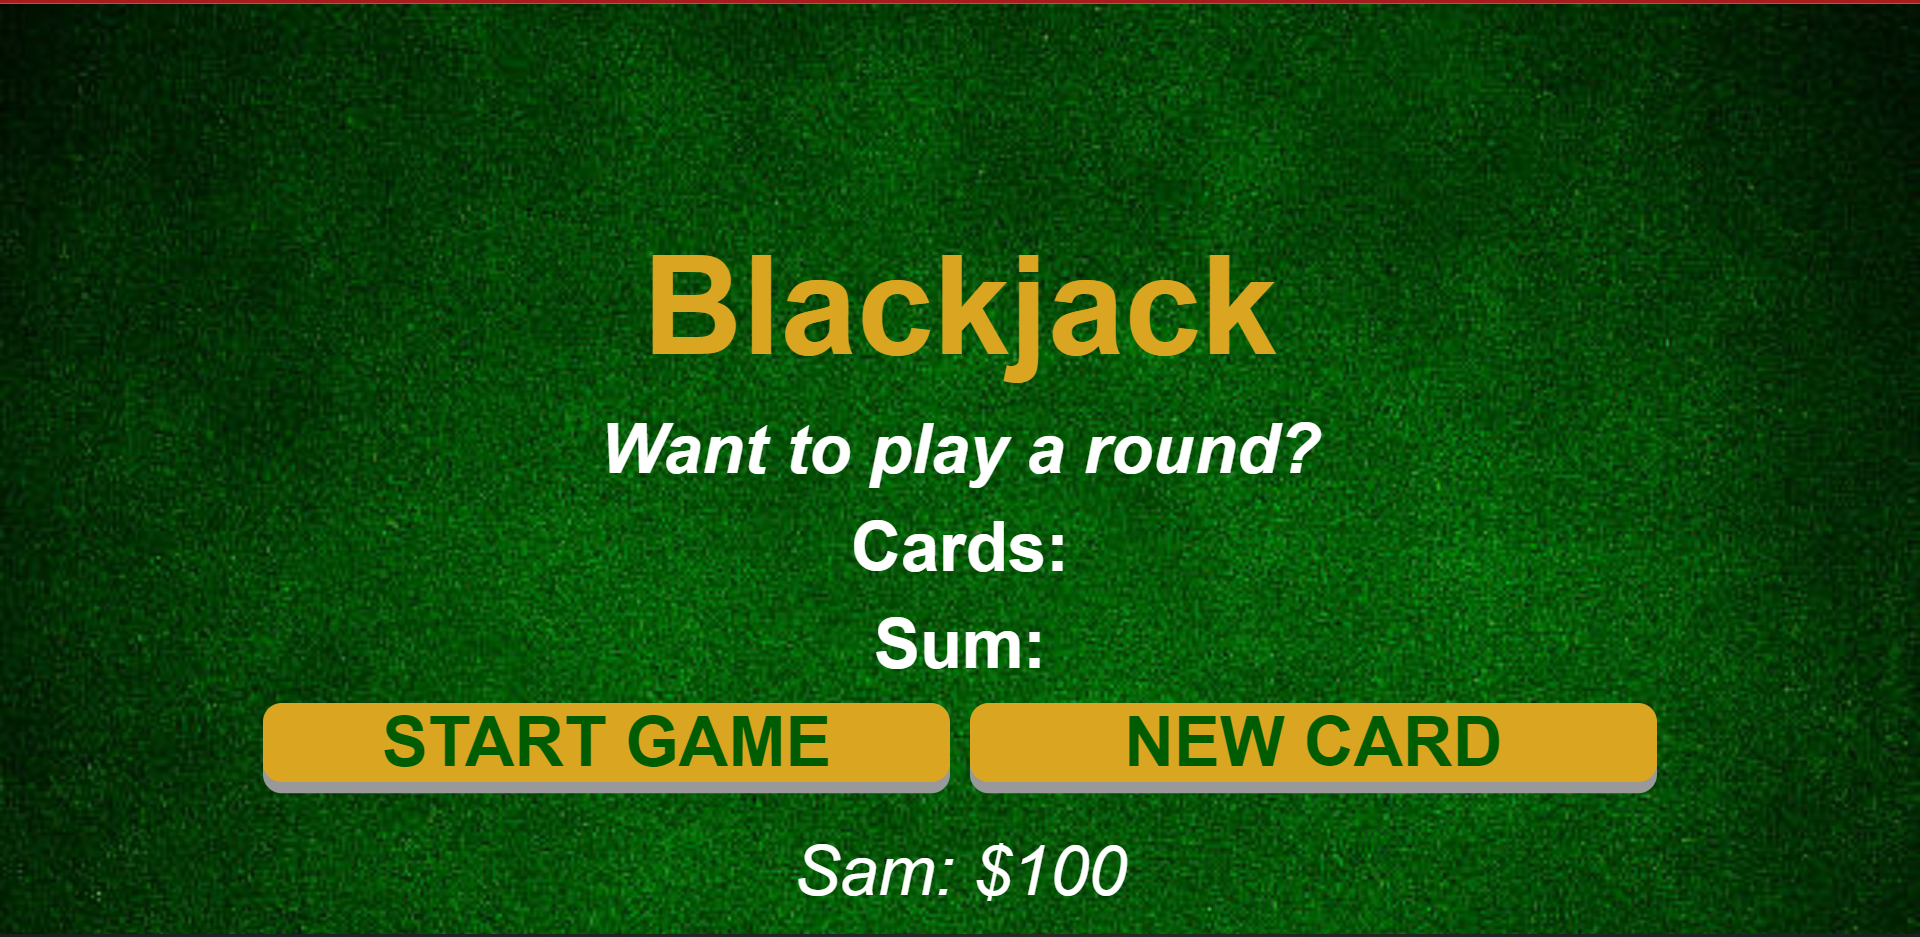 Blackjack
Want to play a round?
Cards:
Sum:
START GAME
NEW CARD
Sam: $100